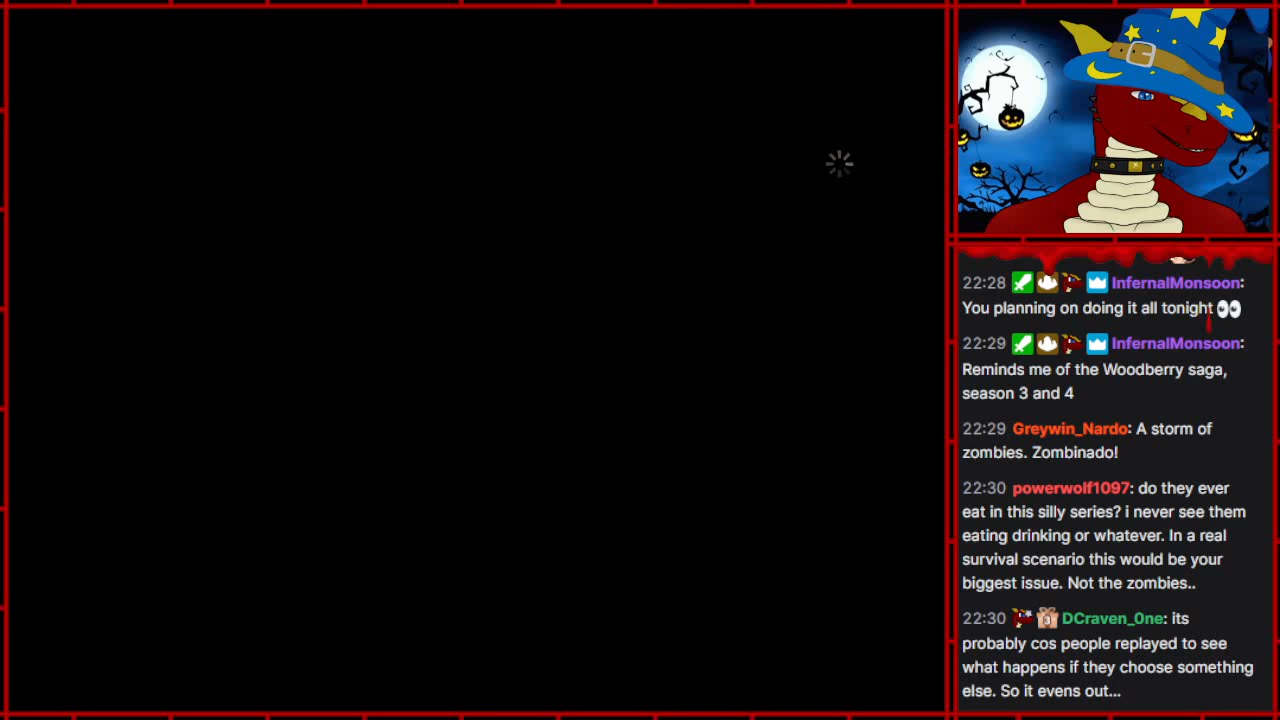 22:28 InfernalMonsoon:
You planning on doing it all tonight 👀
22:29 InfernalMonsoon:
Reminds me of the Woodberry saga,
season 3 and 4
22:29 Greywin_Nardo: A storm of
zombies. Zombinado!
22:30 powerwolf1097: do they ever
eat in this silly series? i never see them
eating drinking or whatever. In a real
survival scenario this would be your
biggest issue. Not the zombies..
22:30 3 DCraven_0ne: its
probably cos people replayed to see
what happens if they choose something
else. So it evens out...